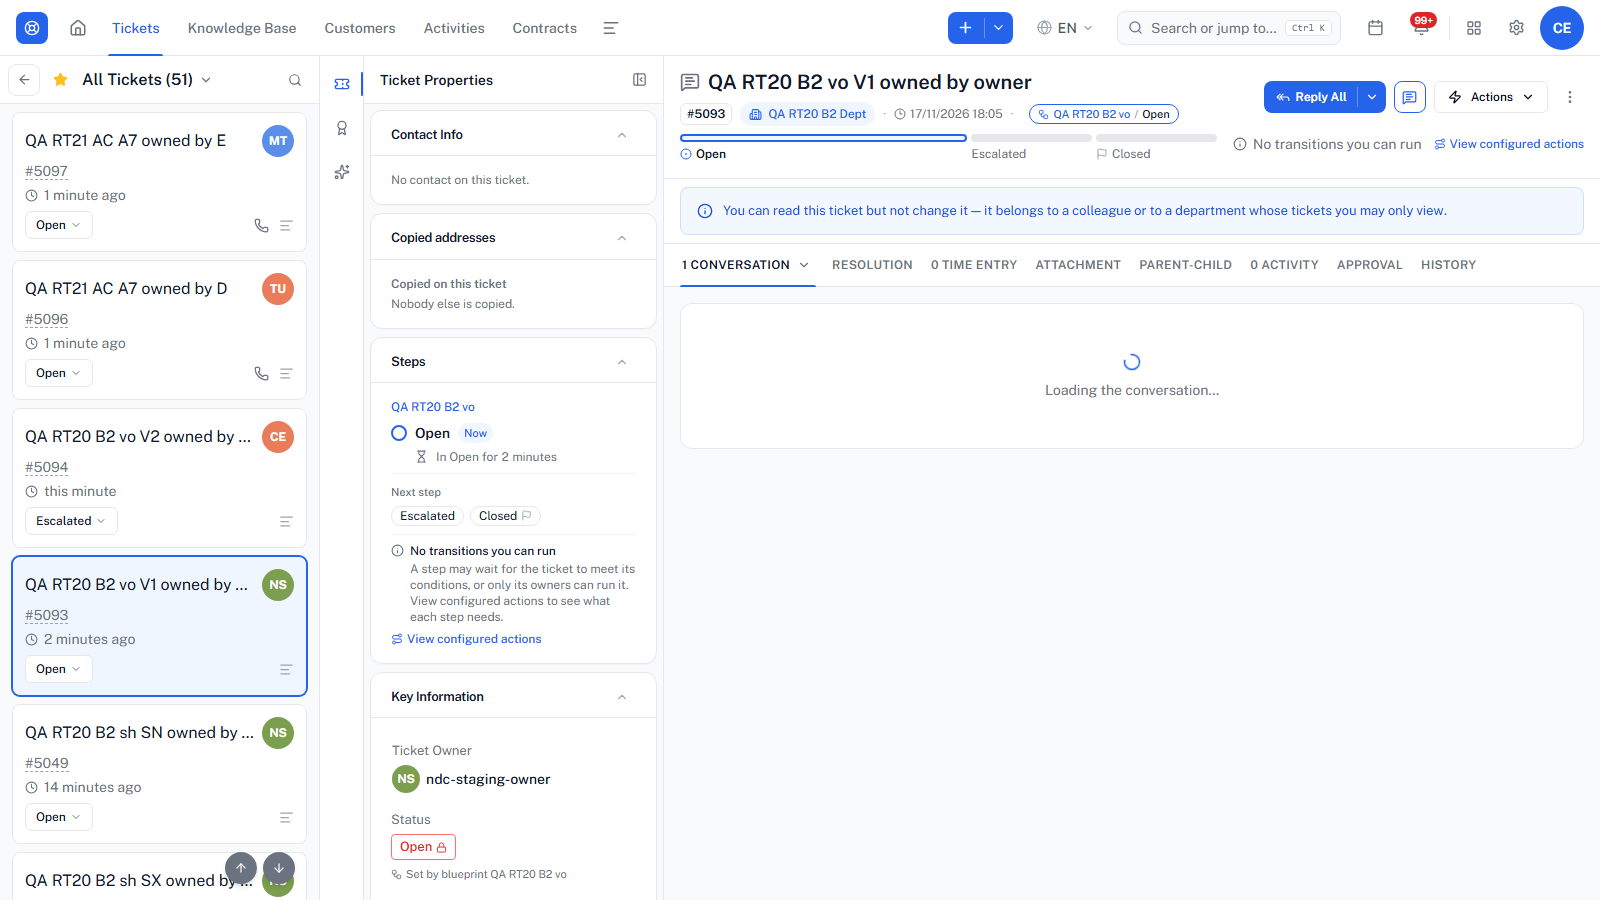 Tickets
Knowledge Base
Customers
Activities
Contracts
EN
Search or jump to...
Ctrl K
99+
CE
All Tickets (51)
QA RT21 AC A7 owned by E
MT
#5097
1 minute ago
Open
QA RT21 AC A7 owned by D
TU
#5096
1 minute ago
Open
QA RT20 B2 vo V2 owned by ...
CE
#5094
this minute
Escalated
QA RT20 B2 vo V1 owned by ...
NS
#5093
2 minutes ago
Open
QA RT20 B2 sh SN owned by ...
NS
#5049
14 minutes ago
Open
QA RT20 B2 sh SX owned by ...
Ticket Properties
Contact Info
No contact on this ticket.
Copied addresses
Copied on this ticket
Nobody else is copied.
Steps
QA RT20 B2 vo
Open
Now
In Open for 2 minutes
Next step
Escalated
Closed
No transitions you can run
A step may wait for the ticket to meet its
conditions, or only its owners can run it.
View configured actions to see what
each step needs.
View configured actions
Key Information
Ticket Owner
NS
ndc-staging-owner
Status
Open
Set by blueprint QA RT20 B2 vo
QA RT20 B2 vo V1 owned by owner
#5093
QA RT20 B2 Dept
· 17/11/2026 18:05 ·
QA RT20 B2 vo / Open
Reply All
Actions
Open
Escalated
Closed
No transitions you can run
View configured actions
You can read this ticket but not change it — it belongs to a colleague or to a department whose tickets you may only view.
1 CONVERSATION
RESOLUTION
0 TIME ENTRY
ATTACHMENT
PARENT-CHILD
0 ACTIVITY
APPROVAL
HISTORY
Loading the conversation...